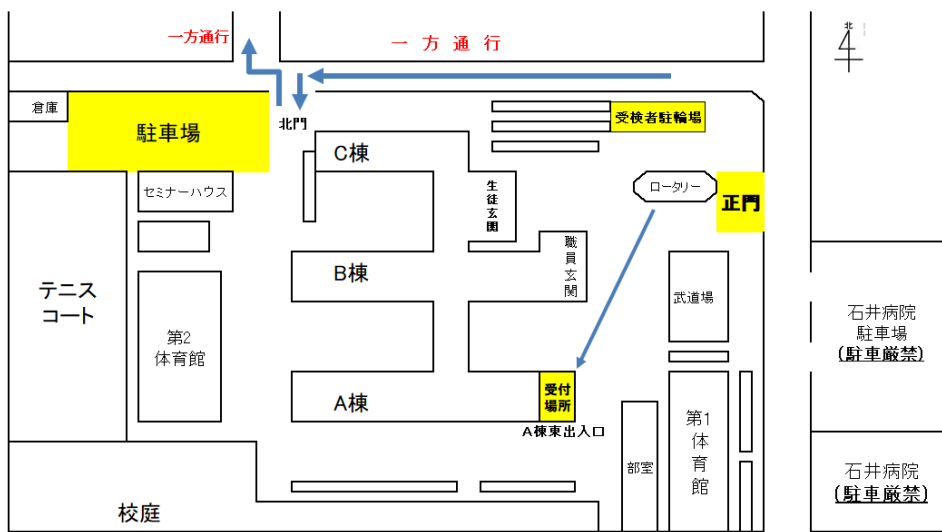 一方通行
一方通行
北
倉庫
駐車場
北門
受検者駐輪場
C棟
セミナーハウス
生徒玄関
ロータリー
正門
職員玄関
B棟
テニス
コート
武道場
石井病院
駐車場
(駐車厳禁)
第2
体育館
A棟
受付
場所
A棟東出入口
第1体育館
部室
石井病院
(駐車厳禁)
校庭